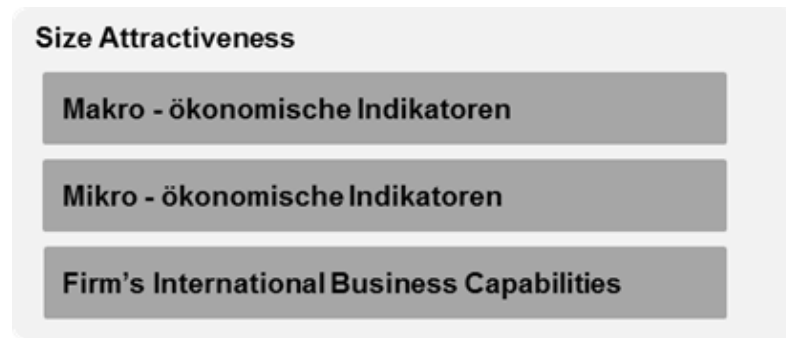 Size Attractiveness
Makro - ökonomische Indikatoren
Mikro - ökonomische Indikatoren
Firm's International Business Capabilities